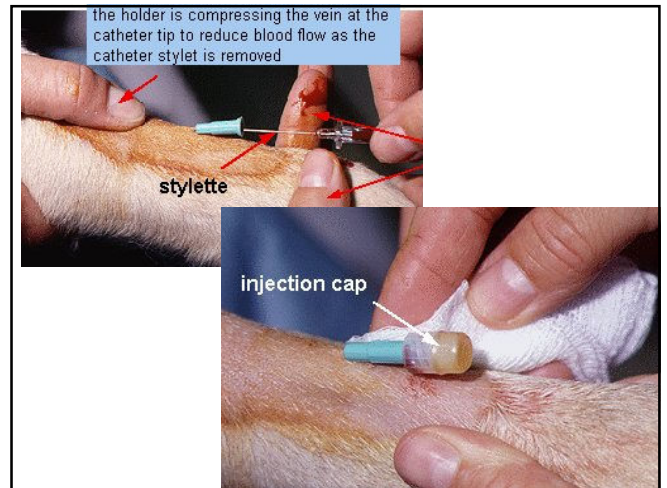 the holder is compressing the vein at the
catheter tip to reduce blood flow as the
catheter stylet is removed
stylette
injection cap